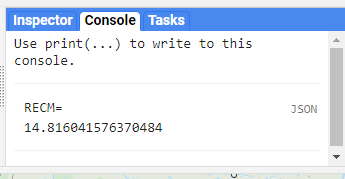 Inspector Console Tasks
Use print(...) to write to this
console.
RECM= JSON
14.816041576370484